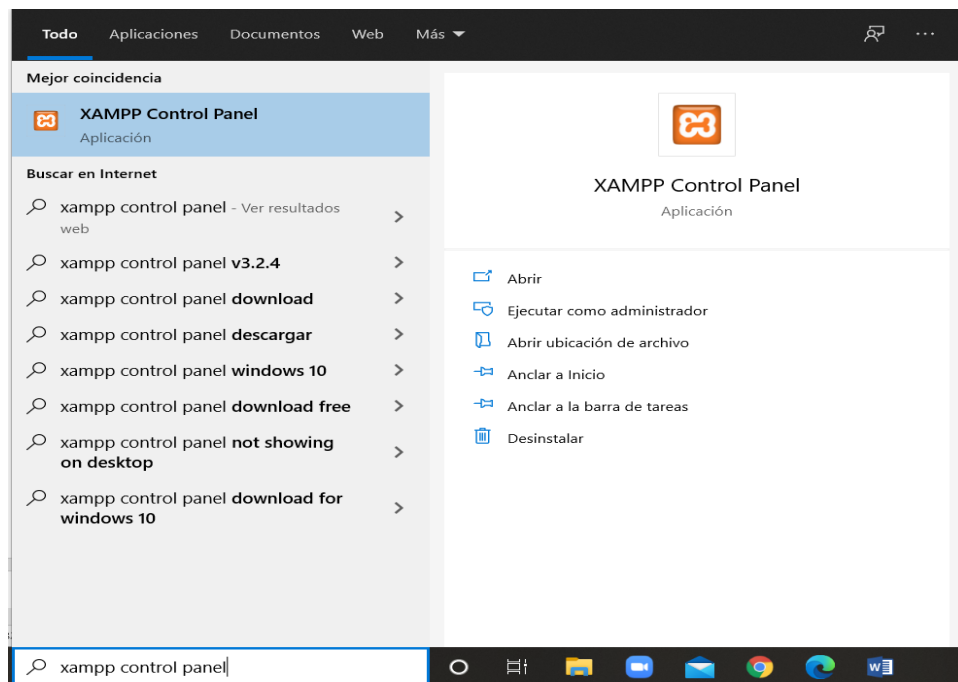 Todo Aplicaciones Documentos Web Más
Mejor coincidencia
XAMPP Control Panel
Aplicación
Buscar en Internet
xampp control panel - Ver resultados
web
xampp control panel v3.2.4
xampp control panel download
xampp control panel descargar
xampp control panel windows 10
xampp control panel download free
xampp control panel not showing
on desktop
xampp control panel download for
windows 10
XAMPP Control Panel
Aplicación
Abrir
Ejecutar como administrador
Abrir ubicación de archivo
Anclar a Inicio
Anclar a la barra de tareas
Desinstalar
xampp control panel